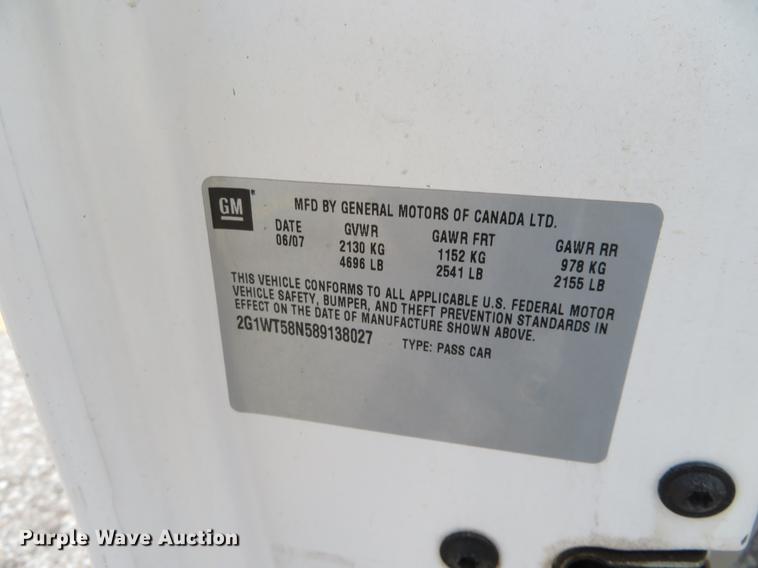 GM
MFD BY GENERAL MOTORS OF CANADA LTD.
DATE GVWR GAWR FRT GAWR RR
06/07 2130 KG 1152 KG 978 KG
4696 LB 2541 LB 2155 LB
THIS VEHICLE CONFORMS TO ALL APPLICABLE U.S. FEDERAL MOTOR
VEHICLE SAFETY, BUMPER, AND THEFT PREVENTION STANDARDS IN
EFFECT ON THE DATE OF MANUFACTURE SHOWN ABOVE.
2G1WT58N589138027 TYPE: PASS CAR
Purple Wave Auction